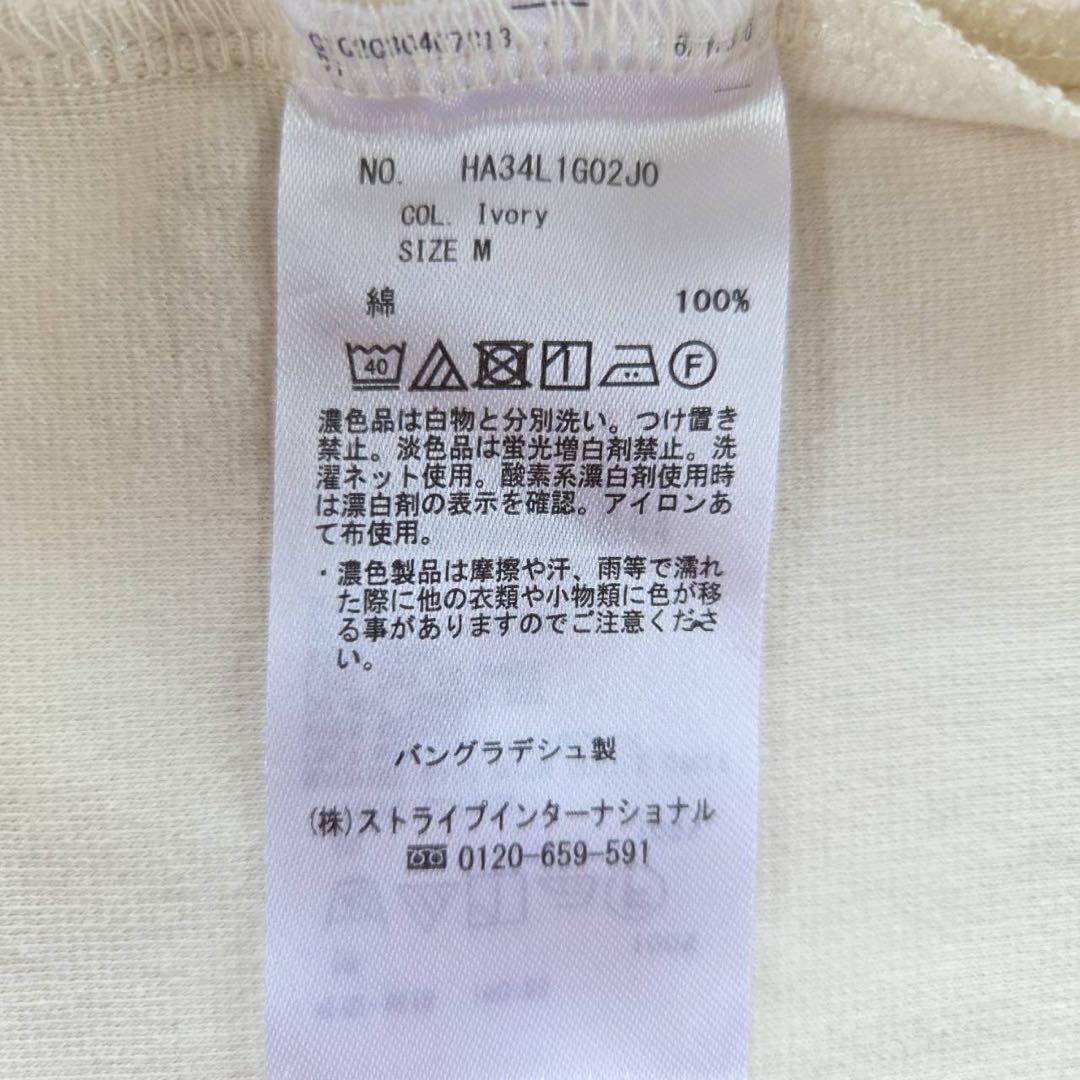 NO. HA34L1G02J0
COL. Ivory
SIZE M
綿 100%
40 F
濃色品は白物と分別洗い。つけ置き
禁止。淡色品は蛍光増白剤禁止。洗
濯ネット使用。酸素系漂白剤使用時
は漂白剤の表示を確認。アイロンあ
て布使用。
・濃色製品は摩擦や汗、雨等で濡れ
た際に他の衣類や小物類に色が移
る事がありますのでご注意くださ
い。
バングラデシュ製
(株)ストライプインターナショナル
0120-659-591